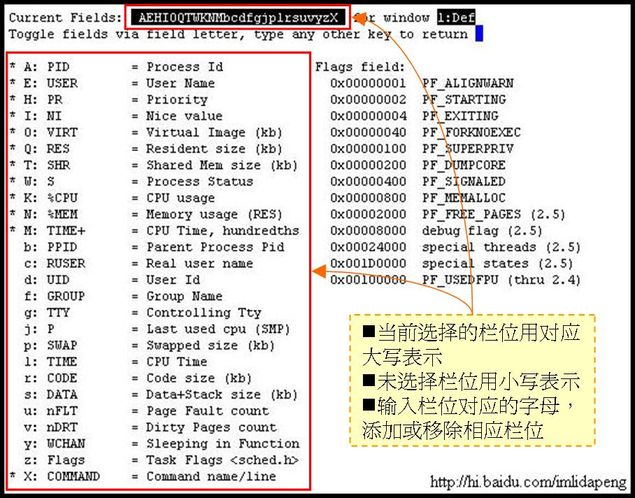 Current Fields: AEHIOQTWKNMbcdfgjplrsuvyzX for window 1:Def
Toggle fields via field letter, type any other key to return
* A: PID = Process Id
* E: USER = User Name
* H: PR = Priority
* I: NI = Nice value
* O: VIRT = Virtual Image (kb)
* Q: RES = Resident size (kb)
* T: SHR = Shared Mem size (kb)
* W: S = Process Status
* K: %CPU = CPU usage
* N: %MEM = Memory usage (RES)
* M: TIME+ = CPU Time, hundredths
b: PPID = Parent Process Pid
c: RUSER = Real user name
d: UID = User Id
f: GROUP = Group Name
g: TTY = Controlling Tty
j: P = Last used cpu (SMP)
p: SWAP = Swapped size (kb)
l: TIME = CPU Time
r: CODE = Code size (kb)
s: DATA = Data+Stack size (kb)
u: nFLT = Page Fault count
v: nDRT = Dirty Pages count
y: WCHAN = Sleeping in Function
z: Flags = Task Flags <sched.h>
* X: COMMAND = Command name/line
Flags field:
0x00000001 PF_ALIGNWARN
0x00000002 PF_STARTING
0x00000004 PF_EXITING
0x00000040 PF_FORKNOEXEC
0x00000100 PF_SUPERPRIV
0x00000200 PF_DUMPCORE
0x00000400 PF_SIGNALED
0x00000800 PF_MEMALLOC
0x00002000 PF_FREE_PAGES (2.5)
0x00008000 debug flag (2.5)
0x00024000 special threads (2.5)
0x001D0000 special states (2.5)
0x00100000 PF_USEDFPU (thru 2.4)
■当前选择的栏位用对应
大写表示
■未选择栏位用小写表示
■输入栏位对应的字母，
添加或移除相应栏位
http://hi.baidu.com/imlidapeng